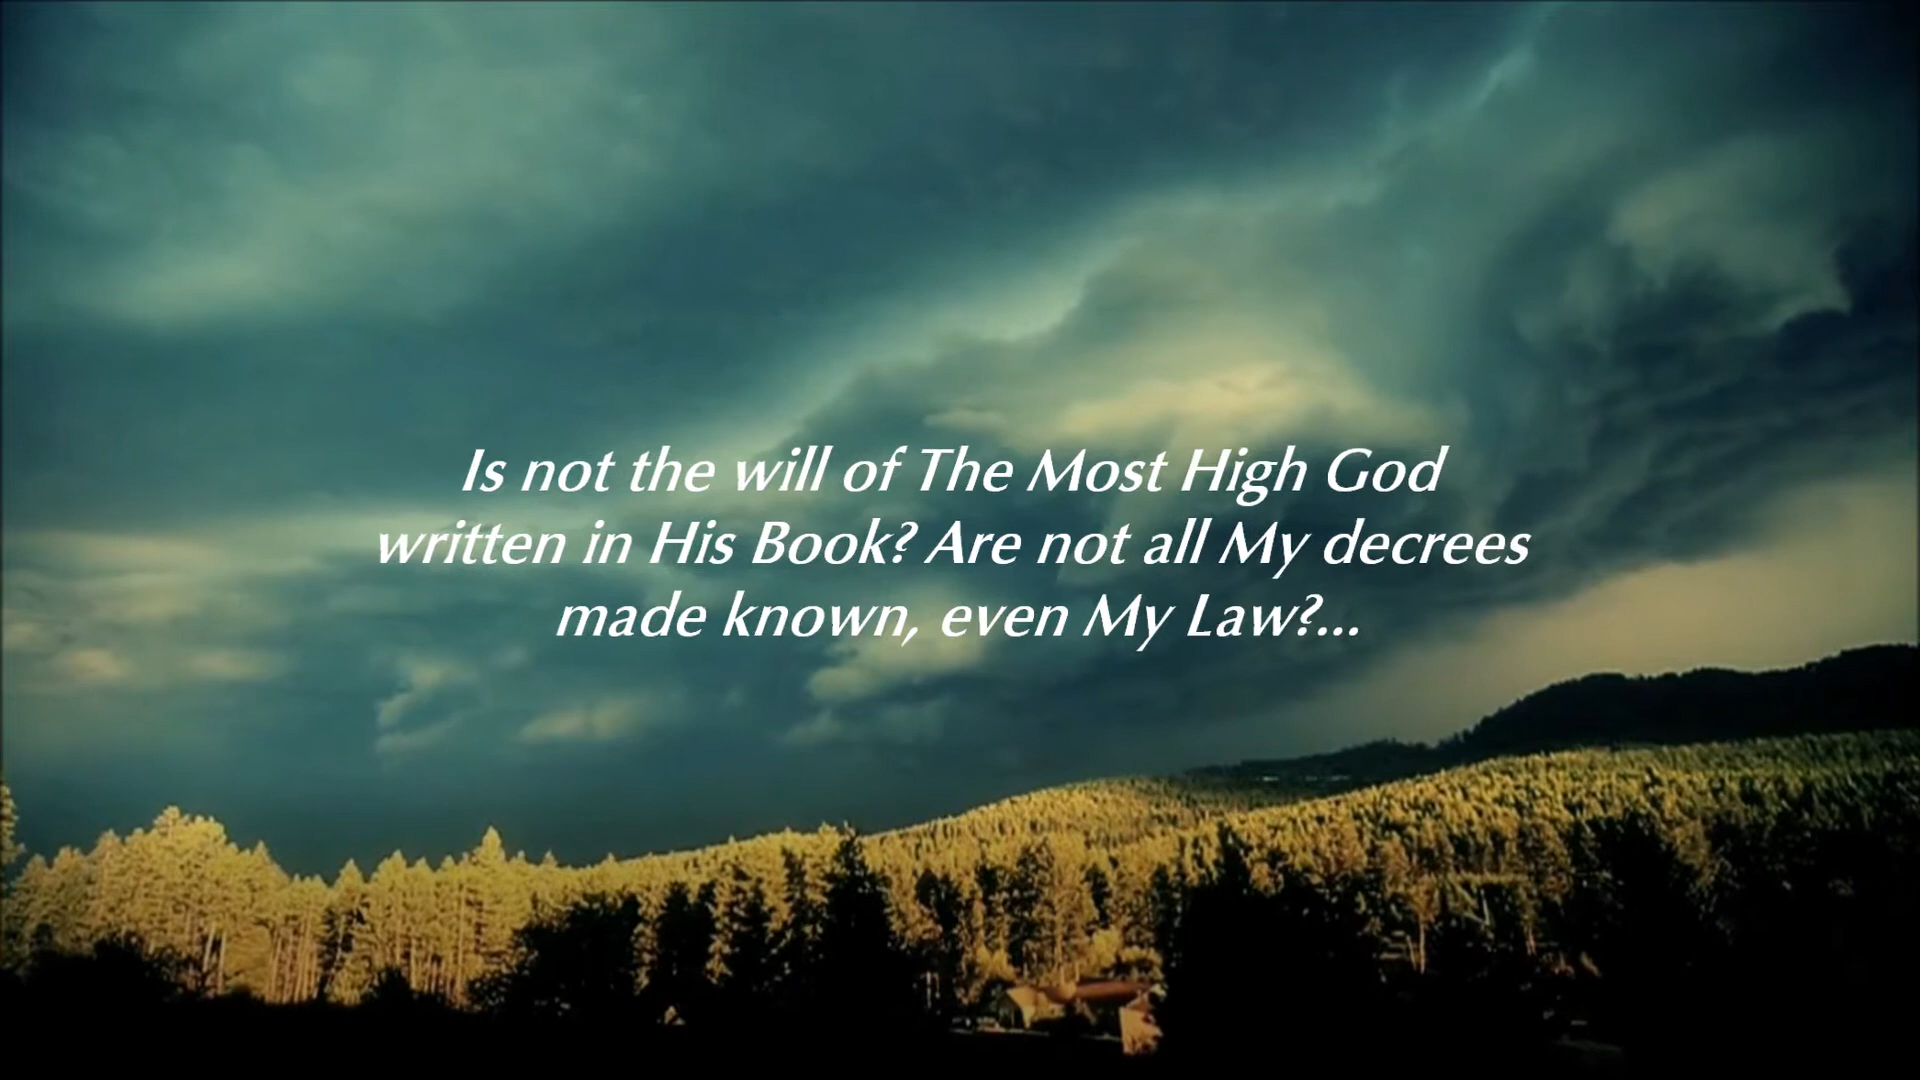 Is not the will of The Most High God
written in His Book? Are not all My decrees
made known, even My Law?...